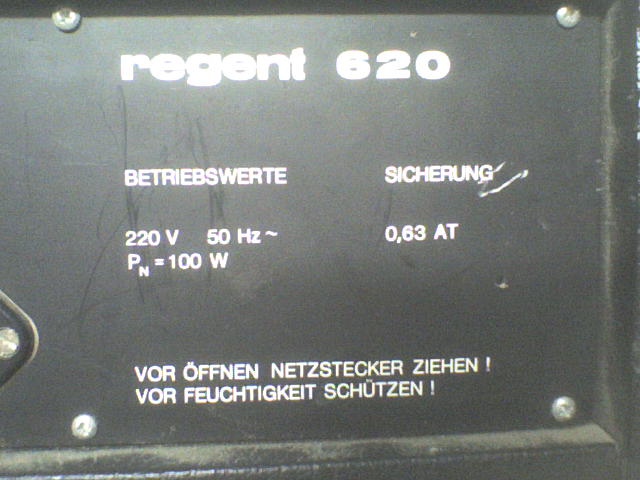 regent 620
BETRIEBSWERTE SICHERUNG
220 V 50 Hz ~ 0,63 AT
PN = 100 W
VOR ÖFFNEN NETZSTECKER ZIEHEN !
VOR FEUCHTIGKEIT SCHÜTZEN !